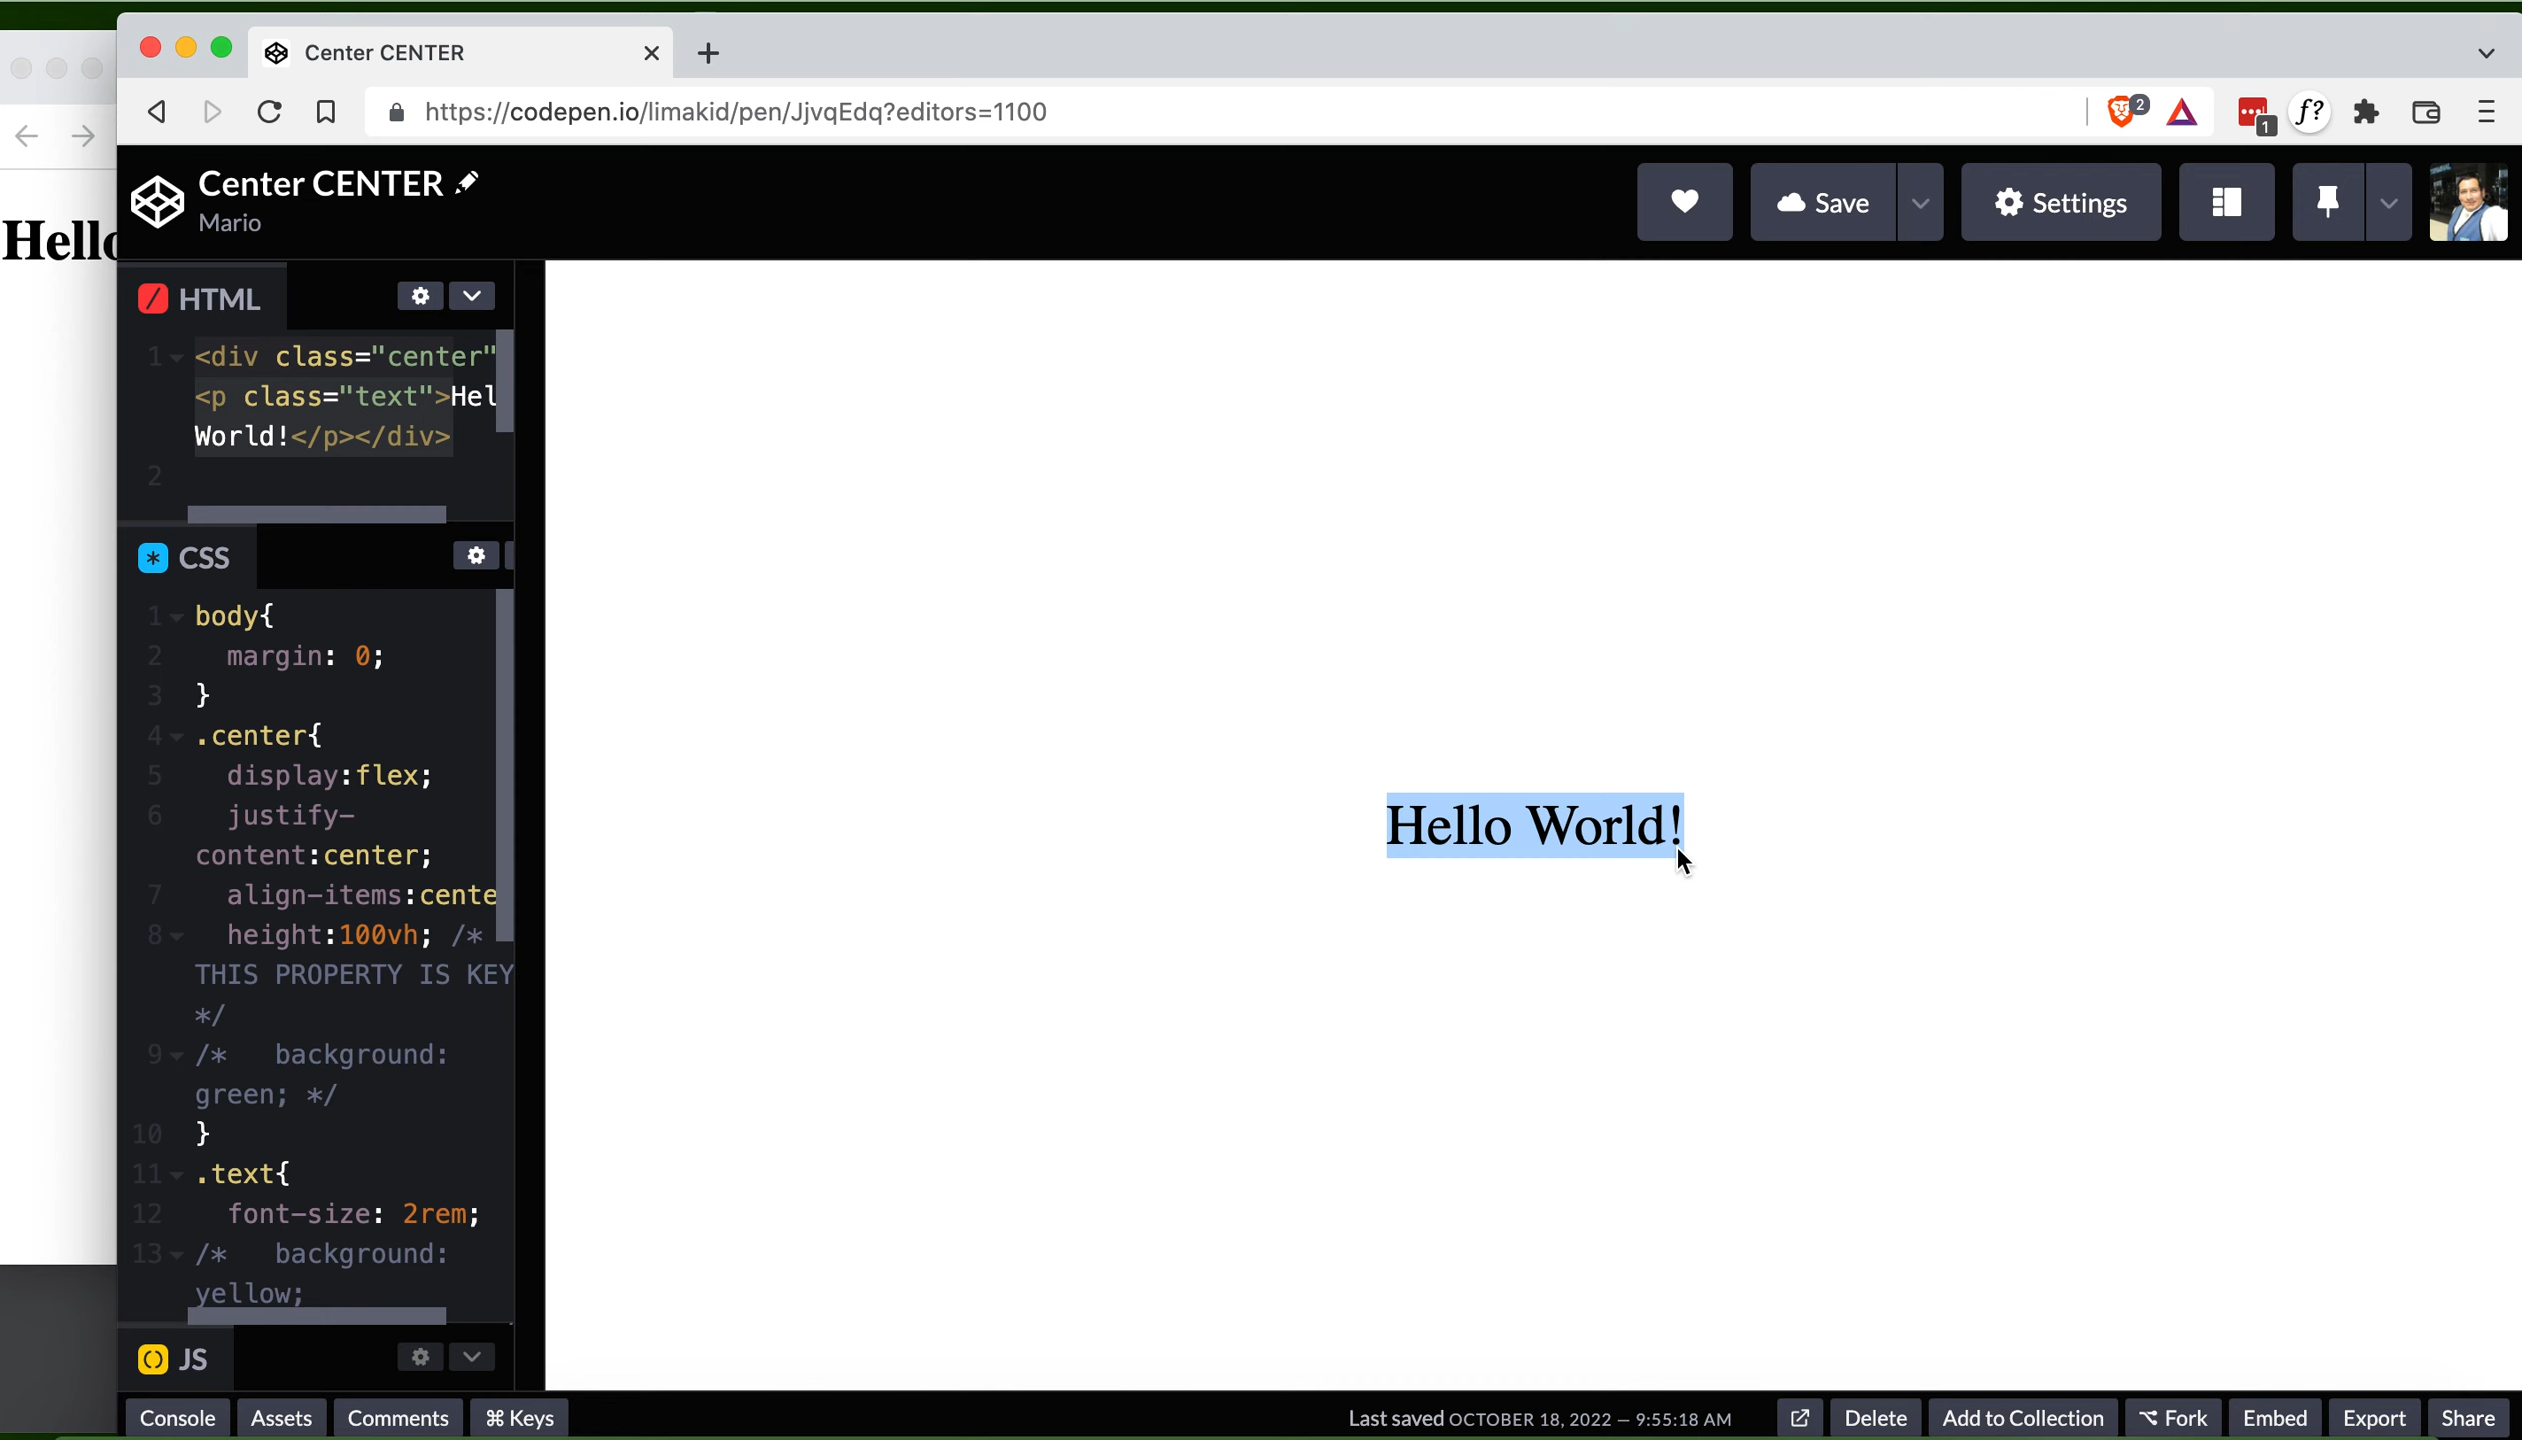 Center CENTER
https://codepen.io/limakid/pen/JjvqEdq?editors=1100
2
1
f?
Hello
Center CENTER
Mario
Save
Settings
HTML
1 <div class="center"
<p class="text">Hel
World!</p></div>
2
CSS
1 body{
2 margin: 0;
3 }
4 .center{
5 display:flex;
6 justify-
content:center;
7 align-items:cente
8 height:100vh; /*
THIS PROPERTY IS KEY
*/
9 /* background:
green; */
10 }
11 .text{
12 font-size: 2rem;
13 /* background:
yellow;
JS
Hello World!
Console
Assets
Comments
⌘ Keys
Last saved OCTOBER 18, 2022 — 9:55:18 AM
Delete
Add to Collection
Fork
Embed
Export
Share